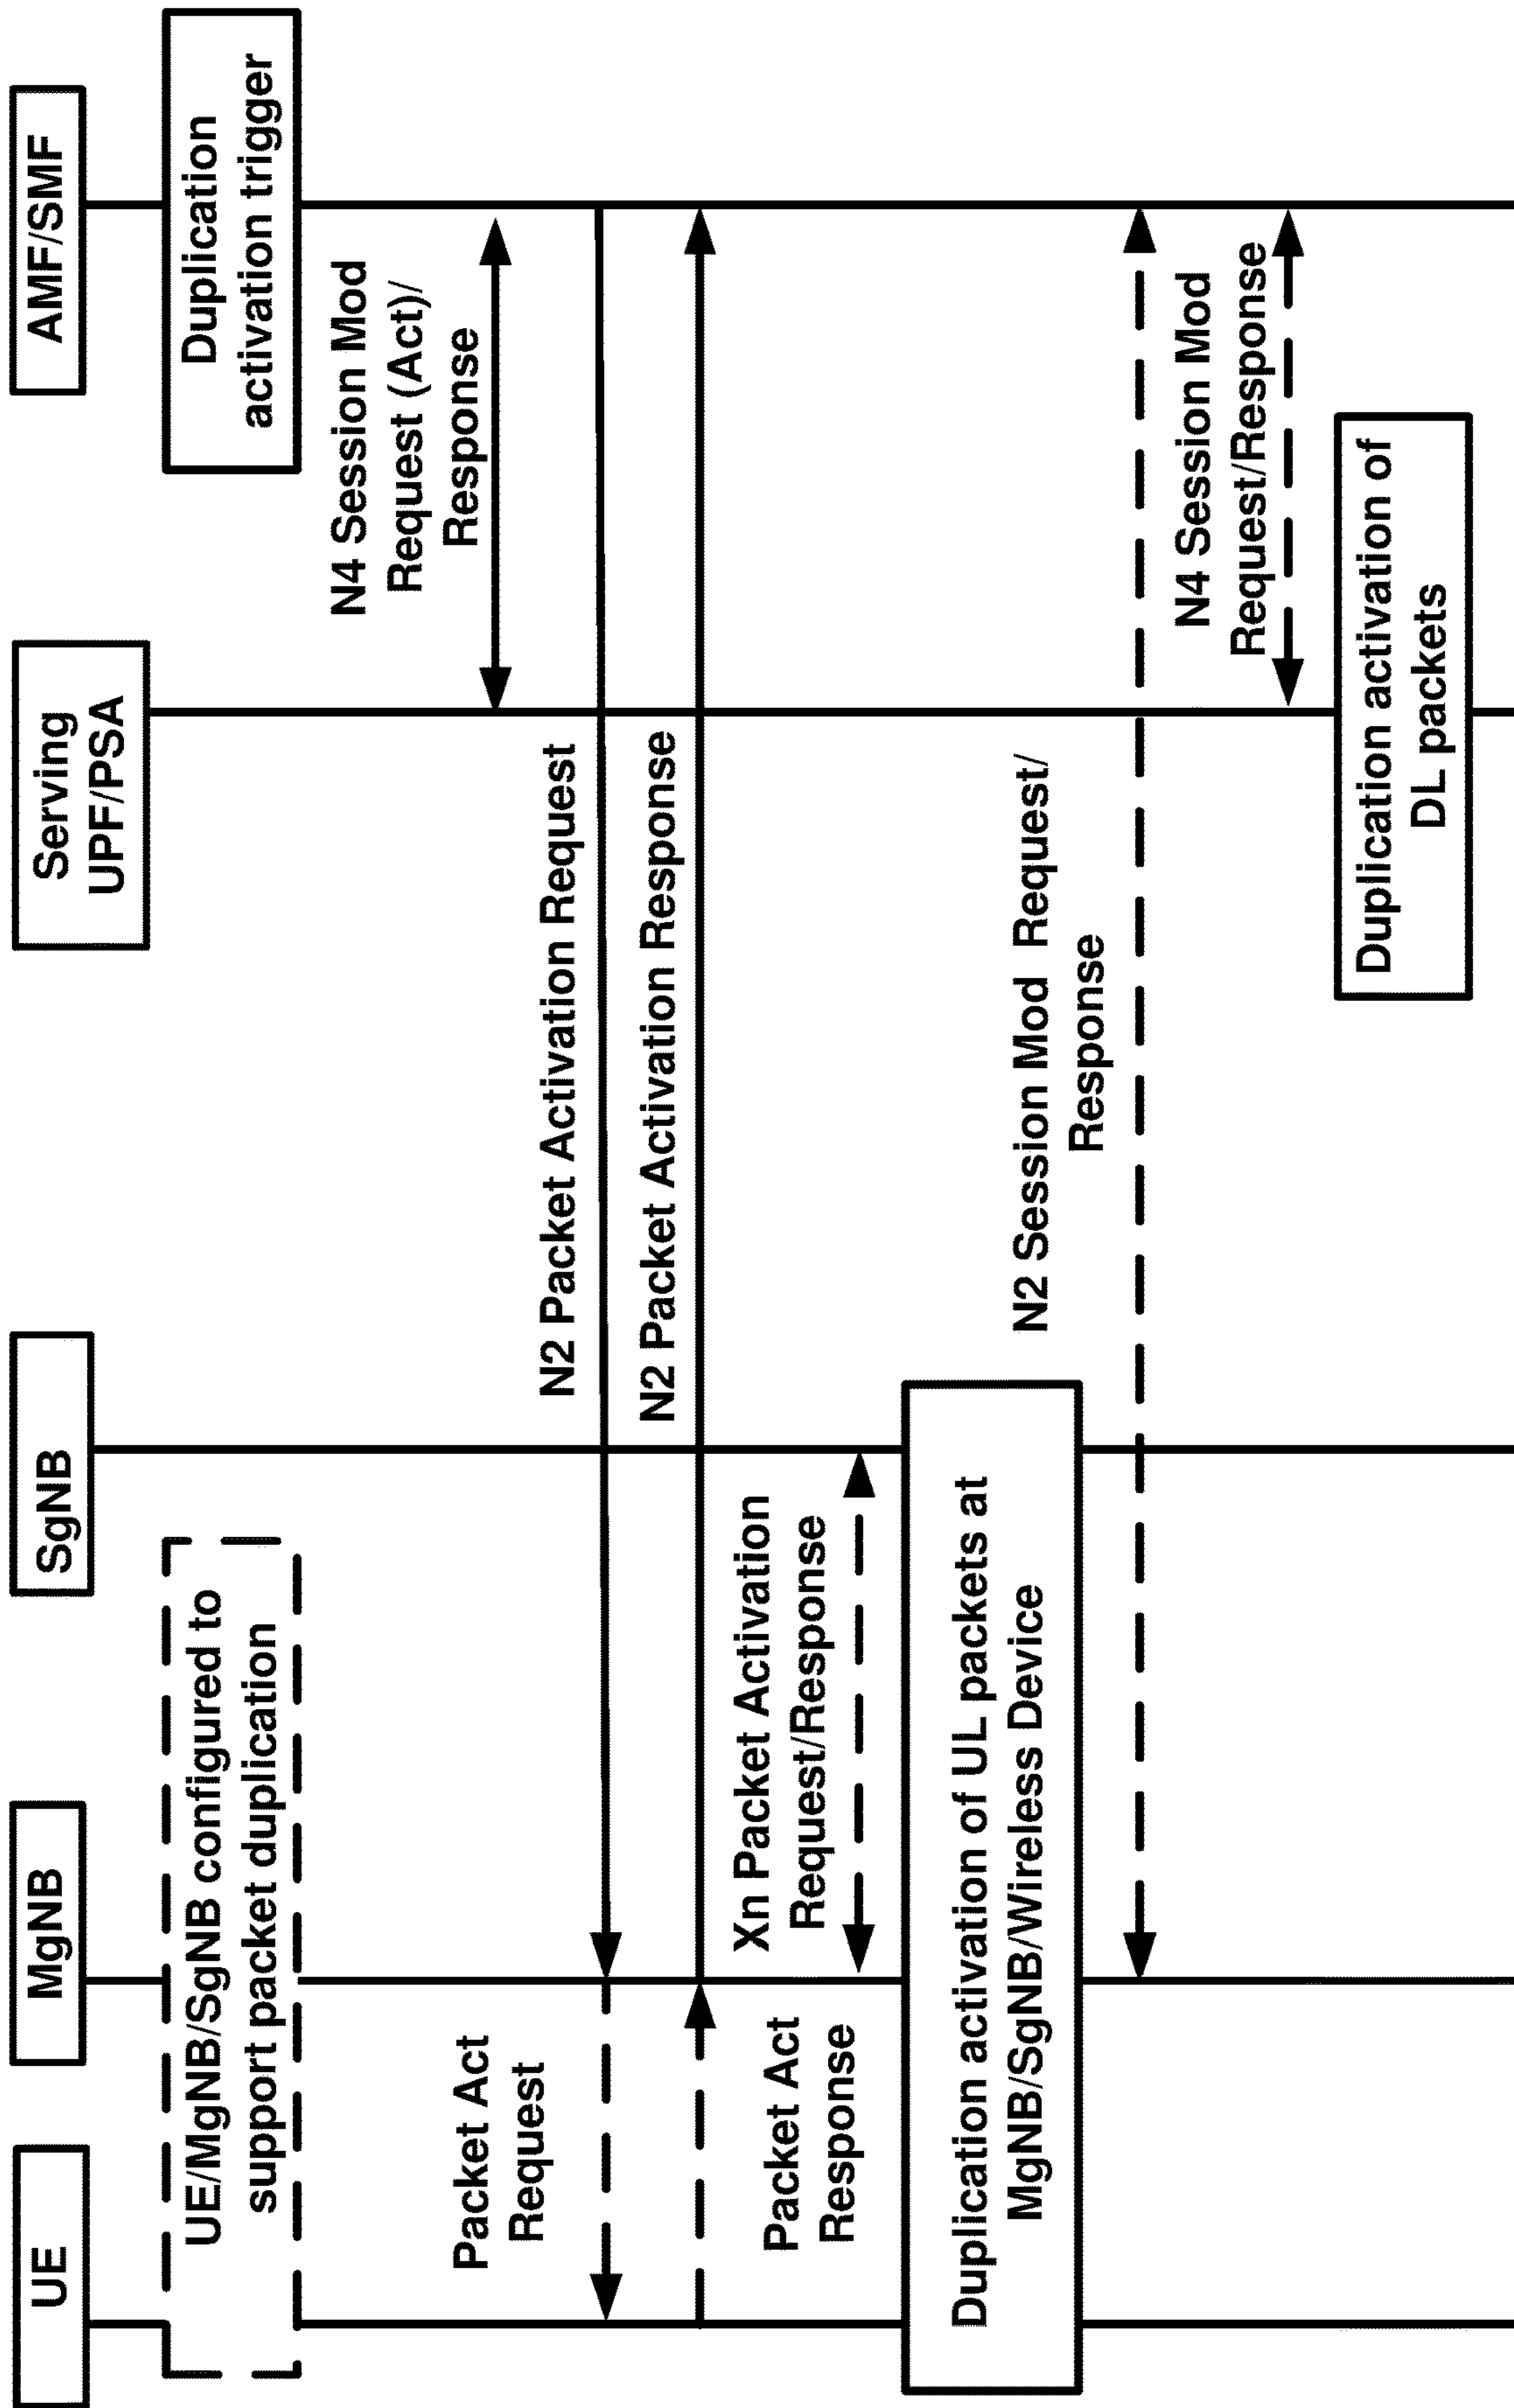 UE
MgNB
SgNB
Serving
UPF/PSA
AMF/SMF
UE/MgNB/SgNB configured to
support packet duplication
Duplication
activation trigger
N4 Session Mod
Request (Act)/
Response
Packet Act
Request
N2 Packet Activation Request
N2 Packet Activation Response
Packet Act
Response
Xn Packet Activation
Request/Response
Duplication activation of UL packets at
MgNB/SgNB/Wireless Device
N2 Session Mod Request/
Response
N4 Session Mod
Request/Response
Duplication activation of
DL packets